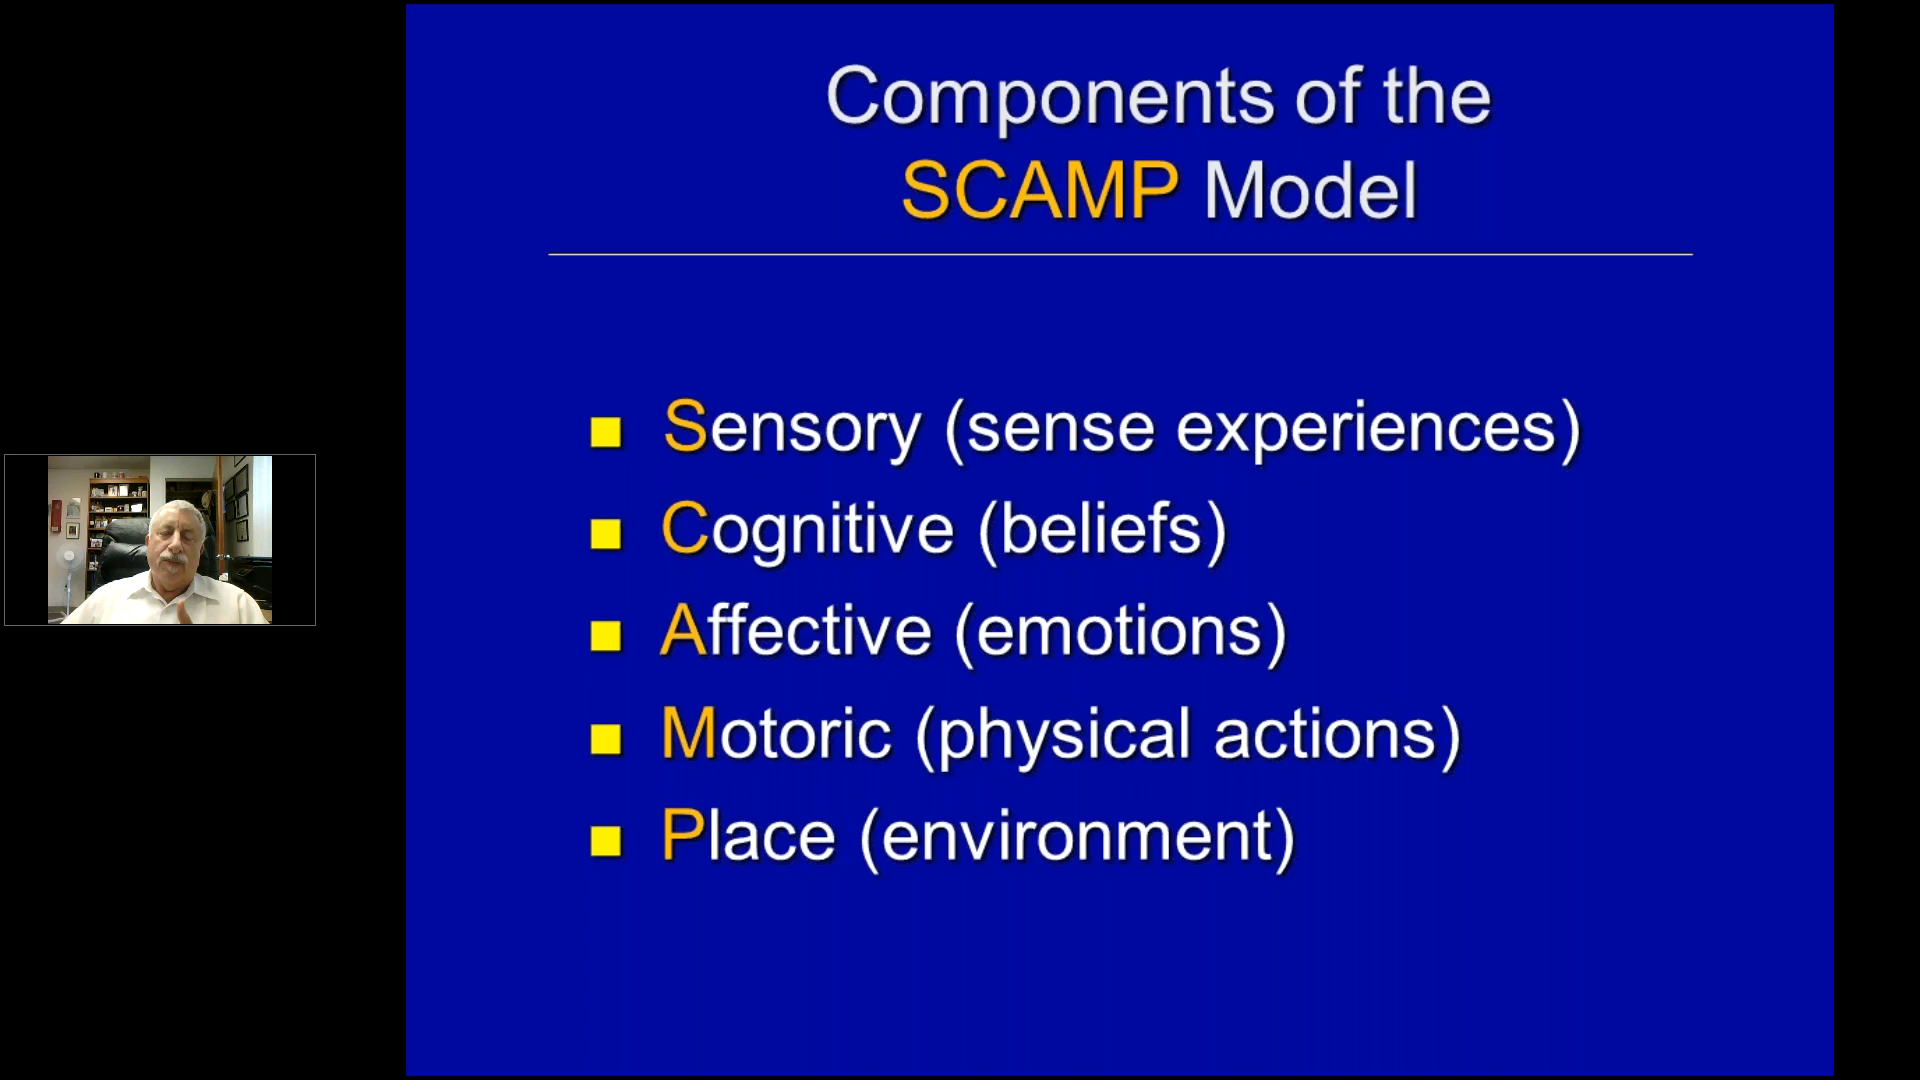 Components of the
SCAMP Model
Sensory (sense experiences)
Cognitive (beliefs)
Affective (emotions)
Motoric (physical actions)
Place (environment)